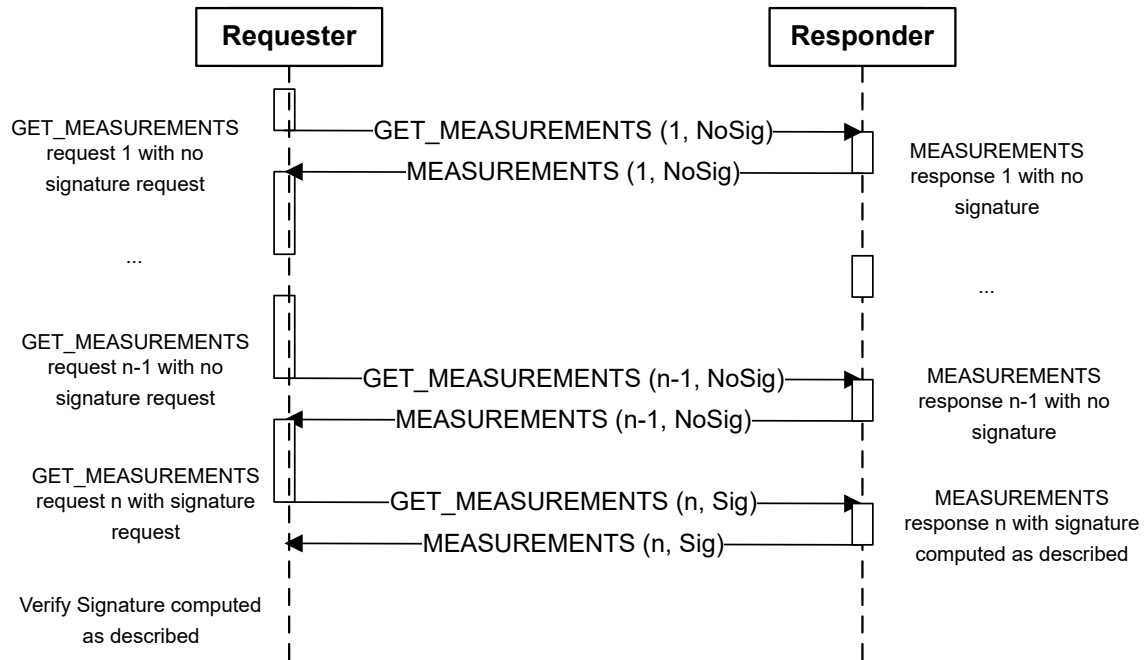 Requester
Responder
GET_MEASUREMENTS
request 1 with no
signature request
GET_MEASUREMENTS (1, NoSig)
MEASUREMENTS (1, NoSig)
MEASUREMENTS
response 1 with no
signature
...
...
GET_MEASUREMENTS
request n-1 with no
signature request
GET_MEASUREMENTS (n-1, NoSig)
MEASUREMENTS (n-1, NoSig)
MEASUREMENTS
response n-1 with no
signature
GET_MEASUREMENTS
request n with signature
request
GET_MEASUREMENTS (n, Sig)
MEASUREMENTS (n, Sig)
MEASUREMENTS
response n with signature
computed as described
Verify Signature computed
as described